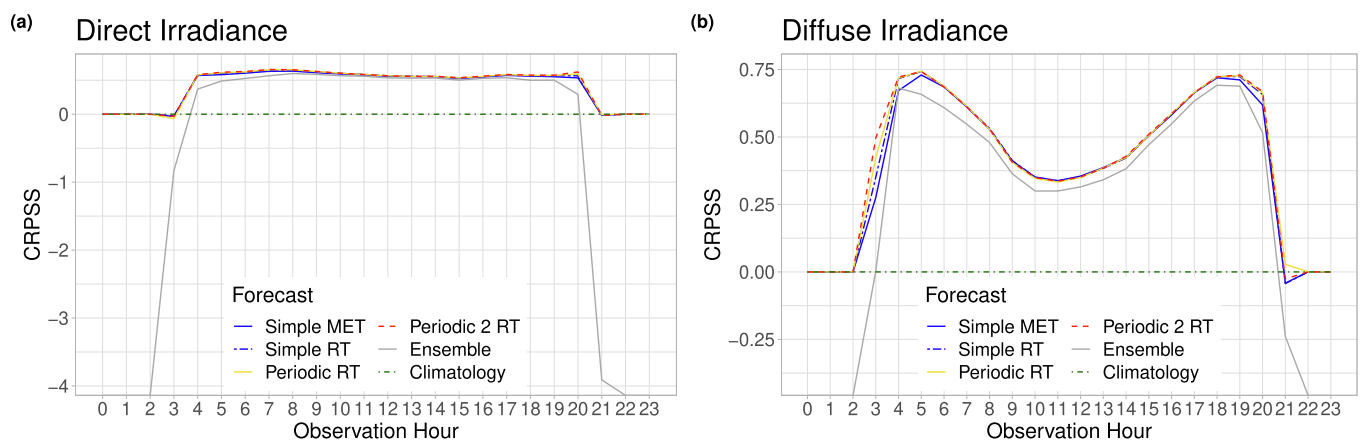 (a)
Direct Irradiance
CRPSS
0
−1
−2
−3
−4
Forecast
Simple MET
Periodic 2 RT
Simple RT
Ensemble
Periodic RT
Climatology
0 1 2 3 4 5 6 7 8 9 10 11 12 13 14 15 16 17 18 19 20 21 22 23
Observation Hour
(b)
Diffuse Irradiance
CRPSS
0.75
0.50
0.25
0.00
−0.25
Forecast
Simple MET
Periodic 2 RT
Simple RT
Ensemble
Periodic RT
Climatology
0 1 2 3 4 5 6 7 8 9 10 11 12 13 14 15 16 17 18 19 20 21 22 23
Observation Hour